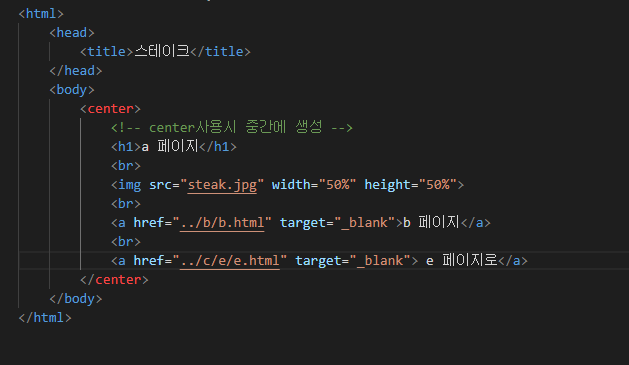 <html>
<head>
<title>스테이크</title>
</head>
<body>
<center>
<!-- center사용시 중간에 생성 -->
<h1>a 페이지</h1>
<br>
<img src="steak.jpg" width="50%" height="50%">
<br>
<a href="../b/b.html" target="_blank">b 페이지</a>
<br>
<a href="../c/e/e.html" target="_blank"> e 페이지로</a>
</center>
</body>
</html>